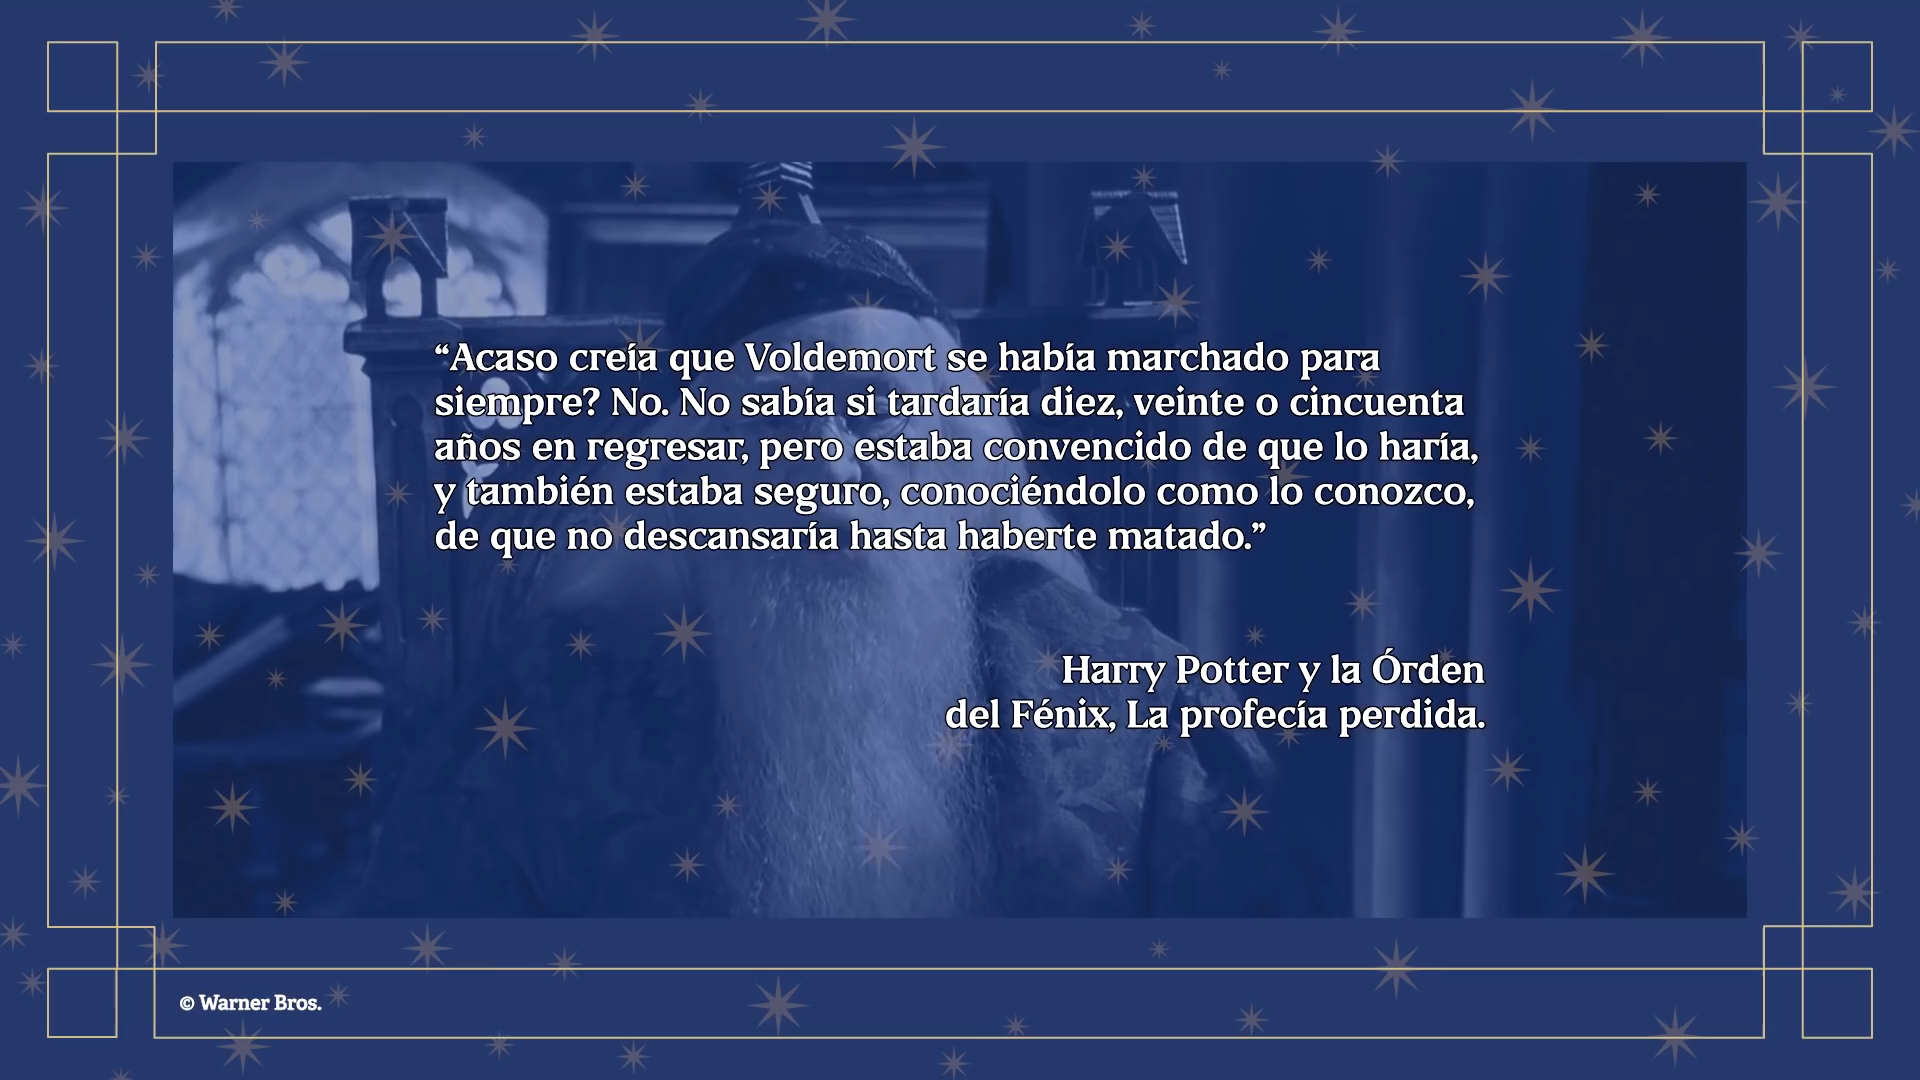 “Acaso creía que Voldemort se había marchado para
siempre? No. No sabía si tardaría diez, veinte o cincuenta
años en regresar, pero estaba convencido de que lo haría,
y también estaba seguro, conociéndolo como lo conozco,
de que no descansaría hasta haberte matado.”
Harry Potter y la Órden
del Fénix, La profecía perdida.
© Warner Bros.